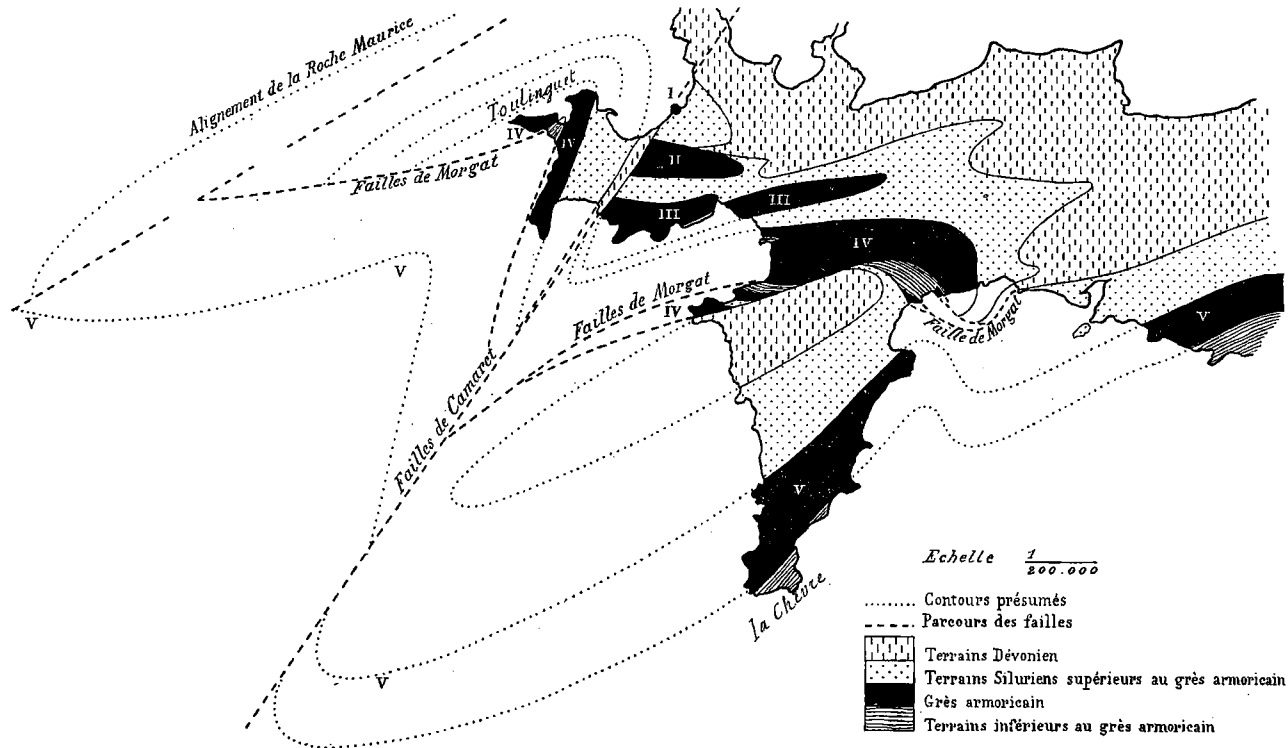 Alignement de la Roche Maurice
Toulinguet
I
IV
IV
II
Failles de Morgat
III
III
IV
V
V
Failles de Morgat
IV
Faille de Morgat
V
Failles de Camaret
V
la Chèvre
V
Echelle 1
200.000
Contours présumés
Parcours des failles
Terrains Dévonien
Terrains Siluriens supérieurs au grès armoricain
Grès armoricain
Terrains inférieurs au grès armoricain